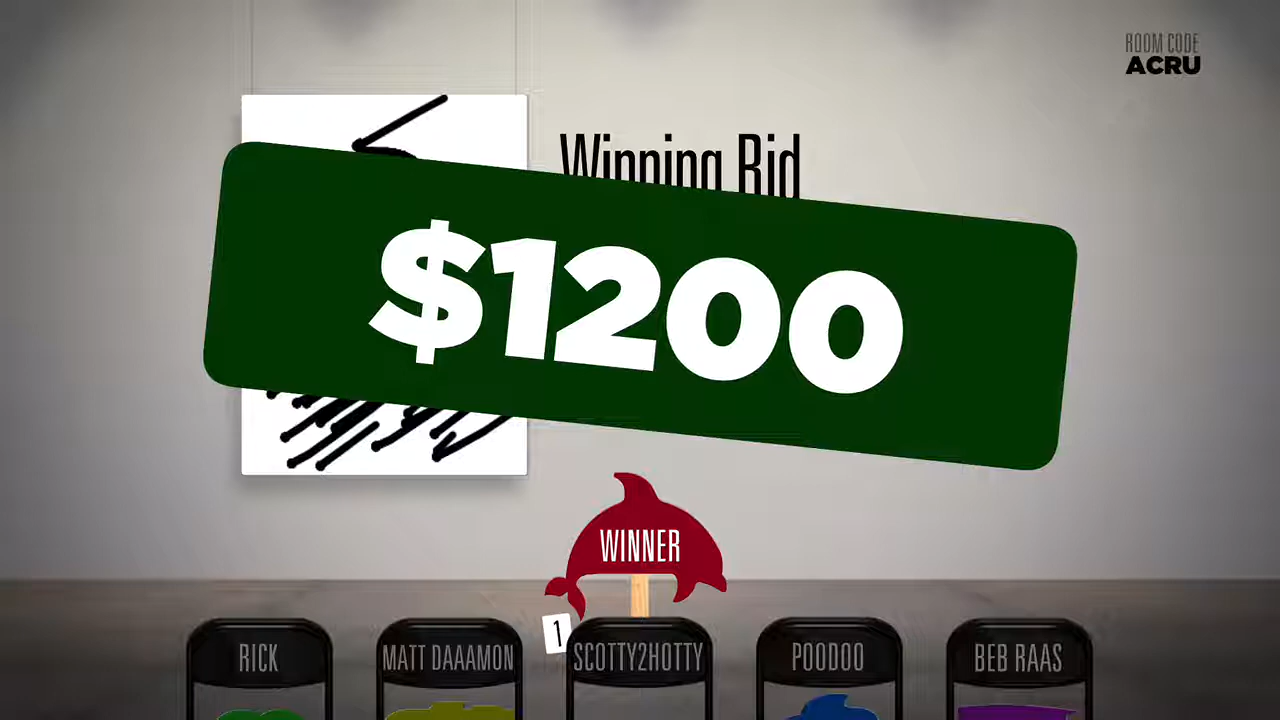 ROOM CODE
ACRU
Winning Bid
$1200
WINNER
1
RICK
MATT DAAAMON
SCOTTY2HOTTY
POODOO
BEB RAAS